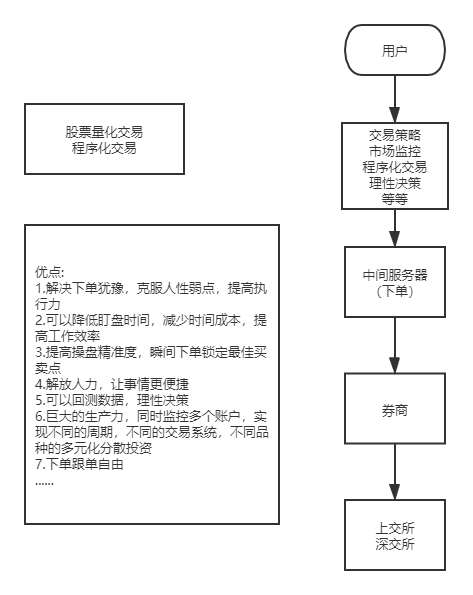 用户
股票量化交易
程序化交易
交易策略
市场监控
程序化交易
理性决策
等等
优点:
1.解决下单犹豫，克服人性弱点，提高执
行力
2.可以降低盯盘时间，减少时间成本，提
高工作效率
3.提高操盘精准度，瞬间下单锁定最佳买
卖点
4.解放人力，让事情更便捷
5.可以回测数据，理性决策
6.巨大的生产力，同时监控多个账户，实
现不同的周期，不同的交易系统，不同品
种的多元化分散投资
7.下单跟单自由
......
中间服务器
（下单）
券商
上交所
深交所